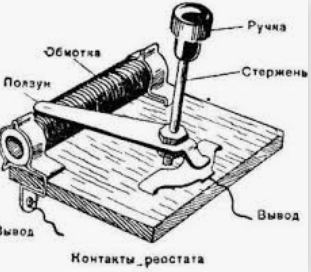 Ручка
Обмотка
Стержень
Ползун
Вывод
Вывод
Контакты реостата